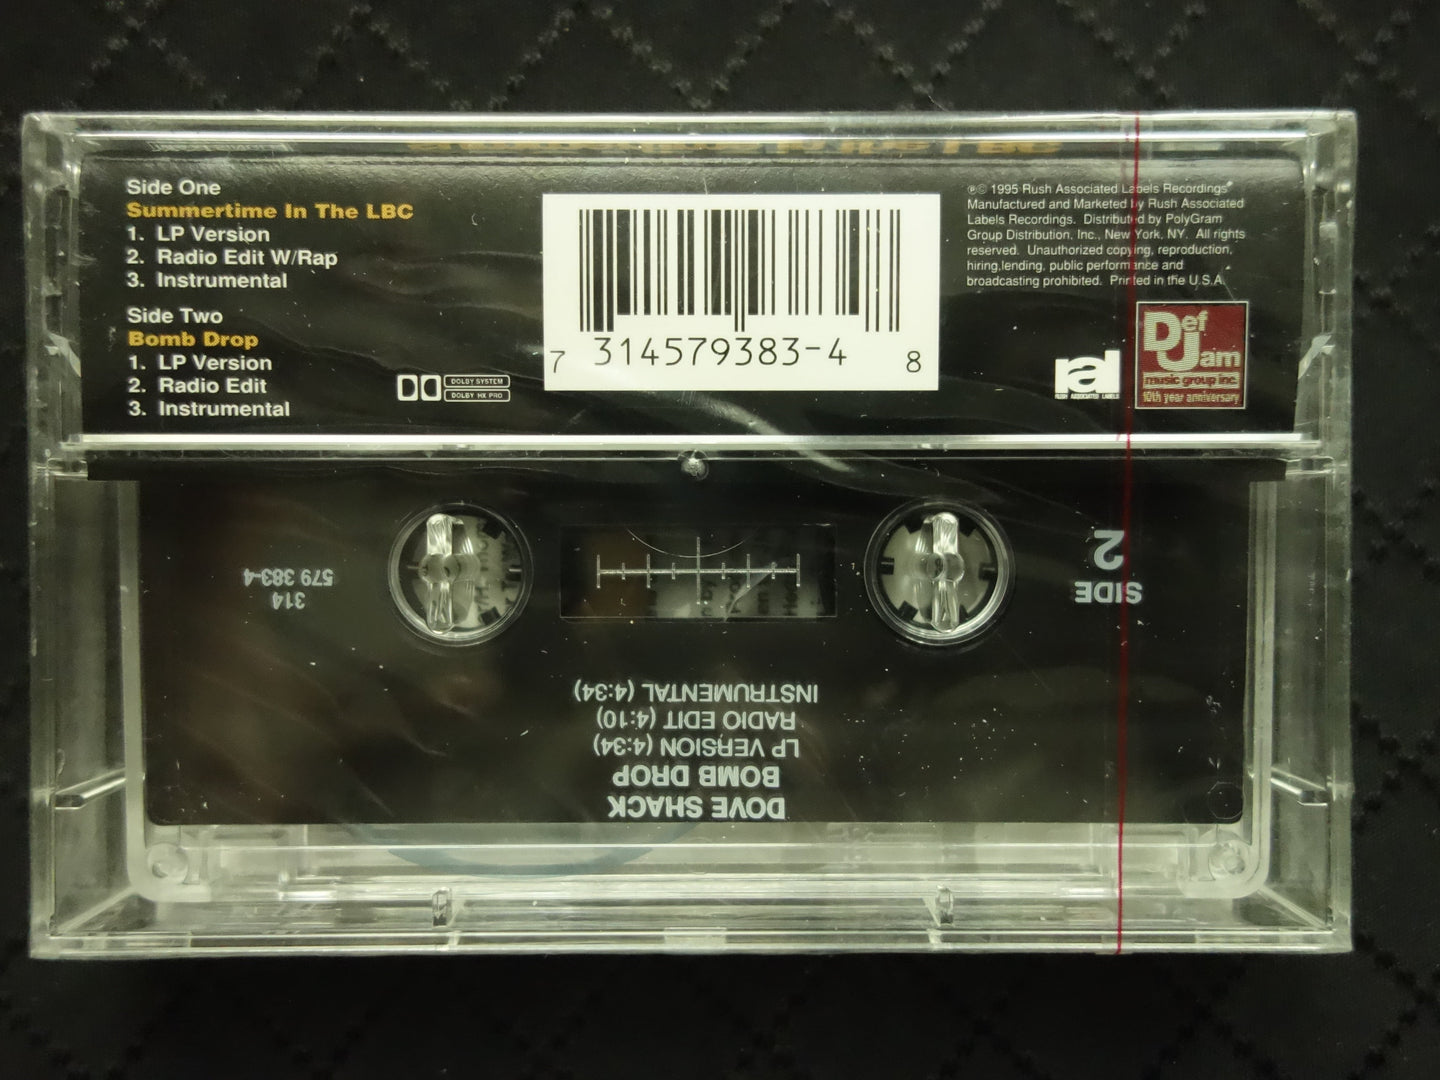 Side One
Summertime In The LBC
1. LP Version
2. Radio Edit W/Rap
3. Instrumental
Side Two
Bomb Drop
1. LP Version
2. Radio Edit
3. Instrumental
DOLBY SYSTEM
DOLBY HX PRO
7 314579383-4 8
℗© 1995 Rush Associated Labels Recordings
Manufactured and Marketed by Rush Associated
Labels Recordings. Distributed by PolyGram
Group Distribution, Inc., New York, NY. All rights
reserved. Unauthorized copying, reproduction,
hiring,lending, public performance and
broadcasting prohibited. Printed in the U.S.A.
ral
RUSH ASSOCIATED LABELS
Def
Jam
music group inc.
10th year anniversary
DOVE SHACK
BOMB DROP
LP VERSION (4:34)
RADIO EDIT (4:10)
INSTRUMENTAL (4:34)
SIDE
2
314
579 383-4